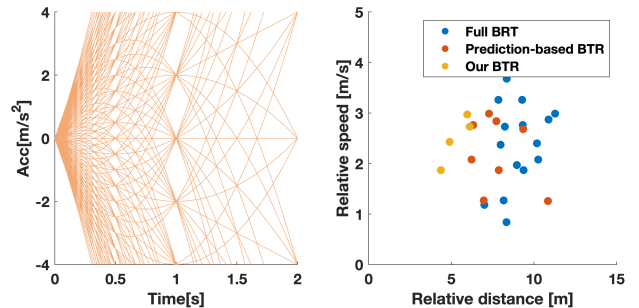 4
2
0
-2
-4
Acc[m/s²]
0
0.5
1
1.5
2
Time[s]
5
4
3
2
1
0
Relative speed [m/s]
Full BRT
Prediction-based BTR
Our BTR
0
5
10
15
Relative distance [m]